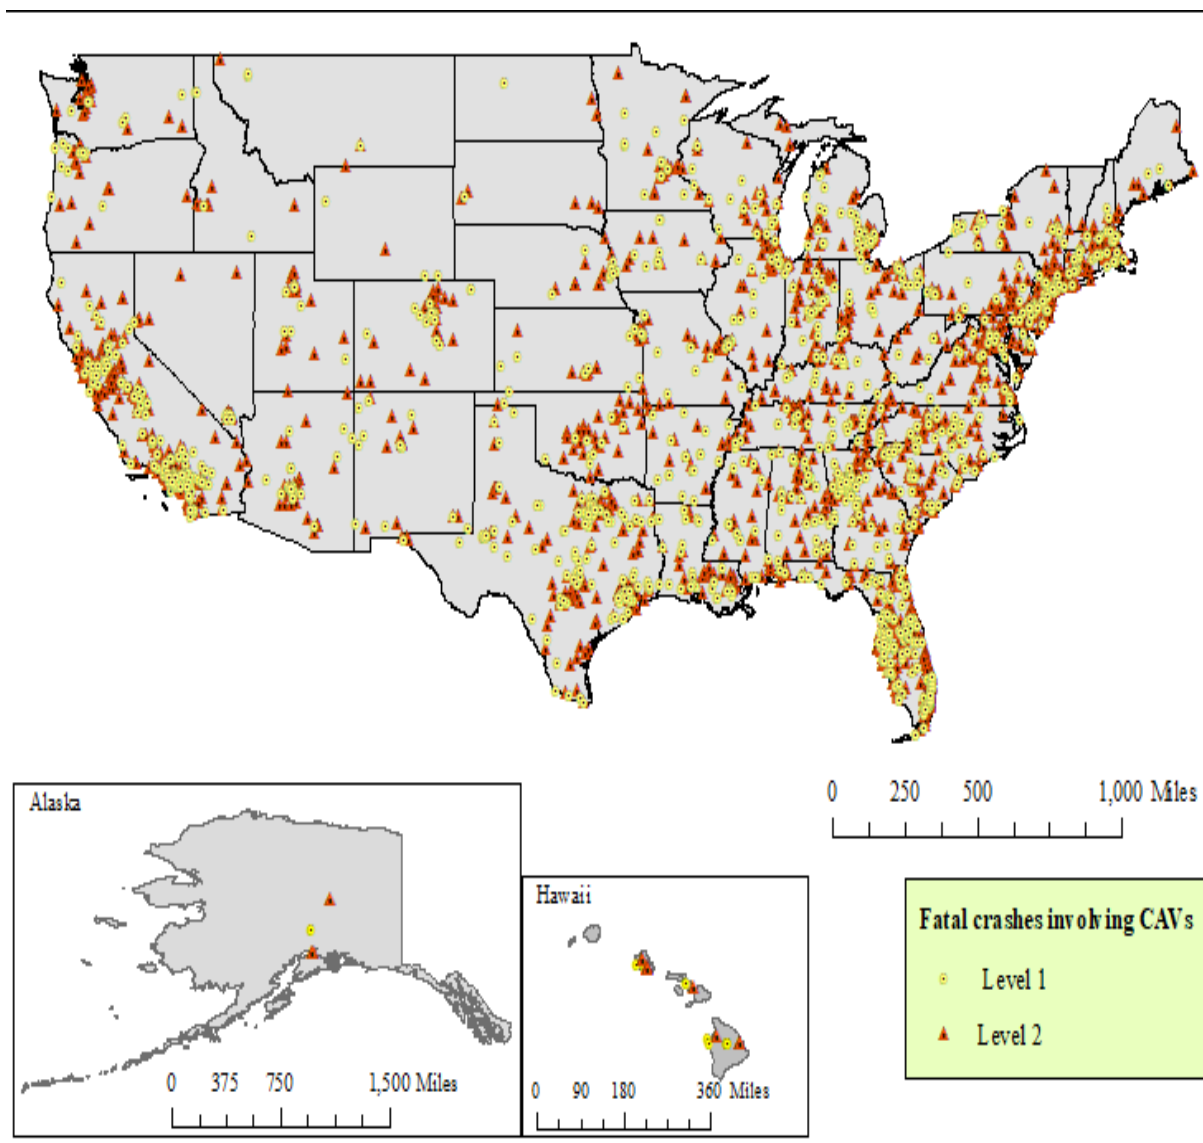 0 250 500 1,000 Miles
Alaska
0 375 750 1,500 Miles
Hawaii
0 90 180 360 Miles
Fatal crashes involving CAVs
Level 1
Level 2